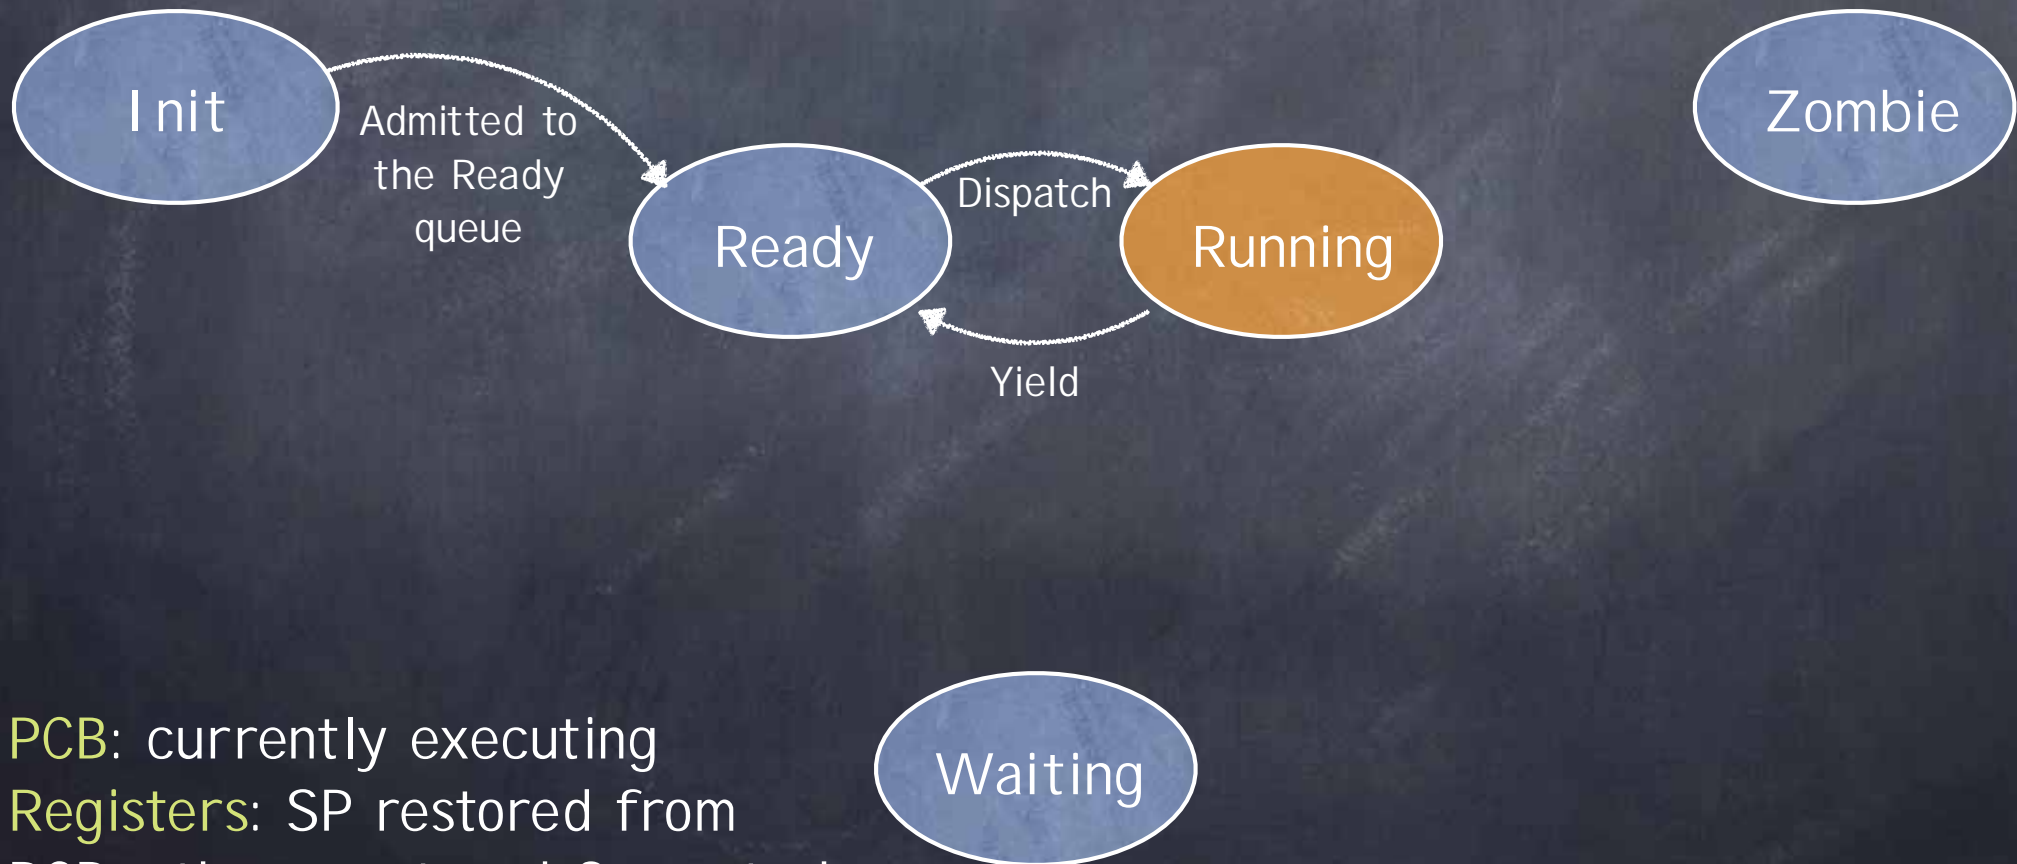 Init
Zombie
Admitted to
the Ready
queue
Dispatch
Ready
Running
Yield
PCB: currently executing
Registers: SP restored from
Waiting